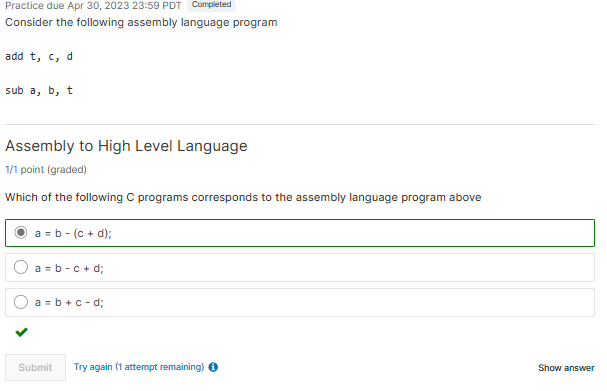 Practice due Apr 30, 2023 23:59 PDT Completed
Consider the following assembly language program
add t, c, d
sub a, b, t
Assembly to High Level Language
1/1 point (graded)
Which of the following C programs corresponds to the assembly language program above
a = b - (c + d);
a = b - c + d;
a = b + c - d;
Submit Try again (1 attempt remaining) Show answer